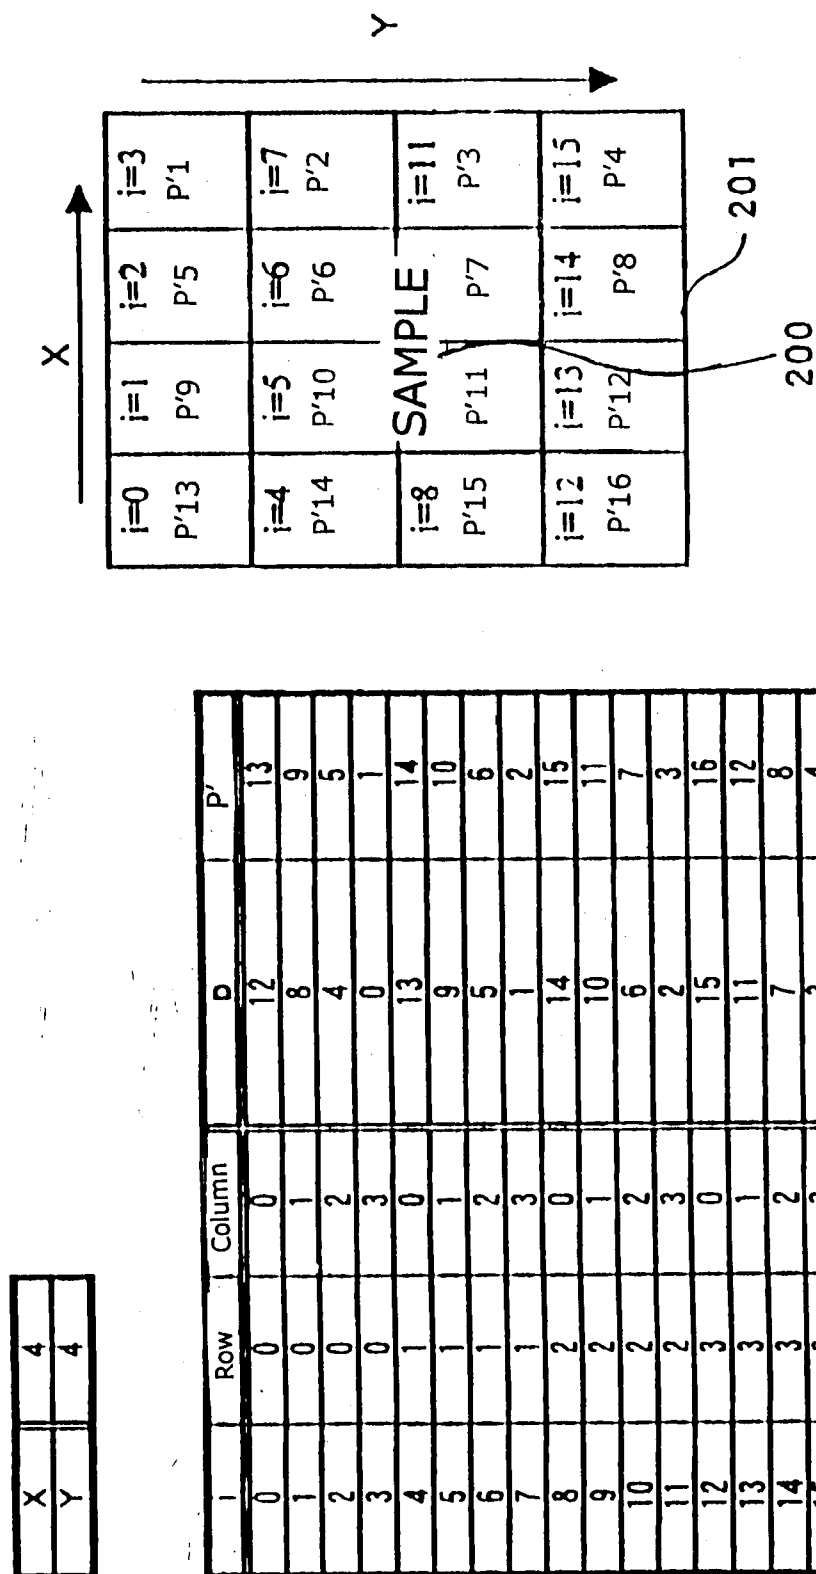 X 4
Y 4
I Row Column D P'
0 0 0 12 13
1 0 1 8 9
2 0 2 4 5
3 0 3 0 1
4 1 0 13 14
5 1 1 9 10
6 1 2 5 6
7 1 3 1 2
8 2 0 14 15
9 2 1 10 11
10 2 2 6 7
11 2 3 2 3
12 3 0 15 16
13 3 1 11 12
14 3 2 7 8
X
Y
i=0 i=1 i=2 i=3
P'13 P'9 P'5 P'1
i=4 i=5 i=6 i=7
P'14 P'10 P'6 P'2
SAMPLE
i=8 i=11
P'15 P'11 P'7 P'3
i=12 i=13 i=14 i=15
P'16 P'12 P'8 P'4
200
201